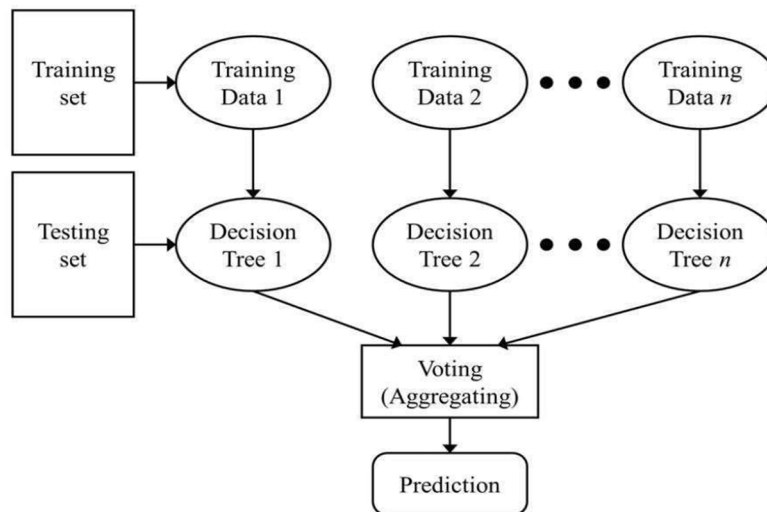 Training
set
Training
Data 1
Training
Data 2
Training
Data n
Testing
set
Decision
Tree 1
Decision
Tree 2
Decision
Tree n
Voting
(Aggregating)
Prediction